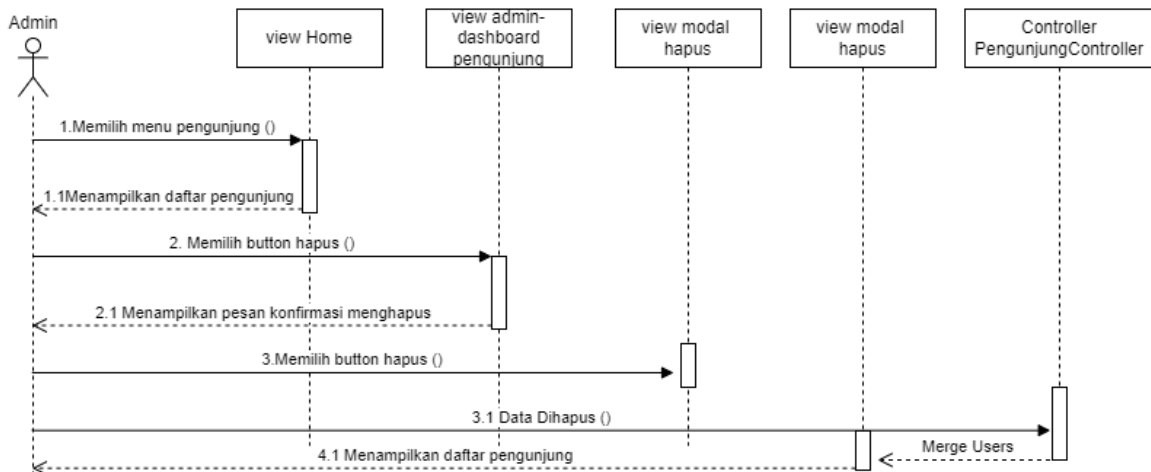 Admin
view Home
view admin-
dashboard
pengunjung
view modal
hapus
view modal
hapus
Controller
PengunjungController
1.Memilih menu pengunjung ()
1.1Menampilkan daftar pengunjung
2. Memilih button hapus ()
2.1 Menampilkan pesan konfirmasi menghapus
3.Memilih button hapus ()
3.1 Data Dihapus ()
Merge Users
4.1 Menampilkan daftar pengunjung